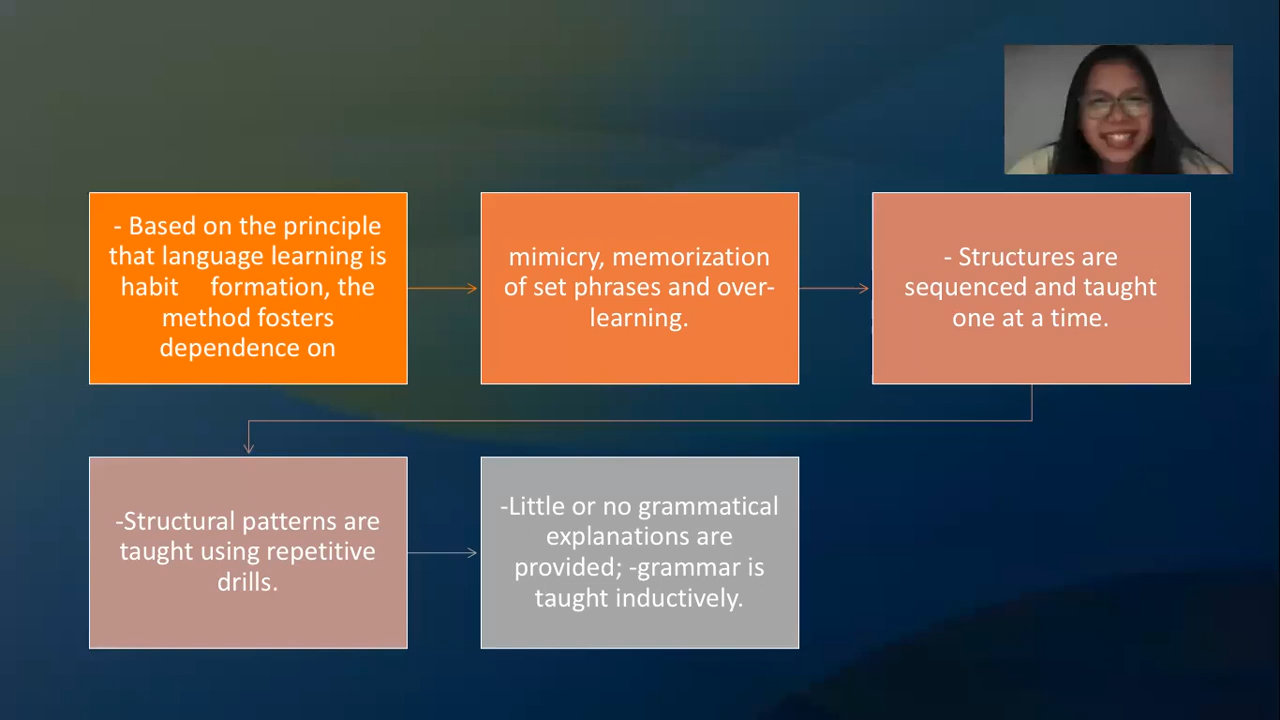 - Based on the principle
that language learning is
habit formation, the
method fosters
dependence on
mimicry, memorization
of set phrases and over-
learning.
- Structures are
sequenced and taught
one at a time.
-Structural patterns are
taught using repetitive
drills.
-Little or no grammatical
explanations are
provided; -grammar is
taught inductively.